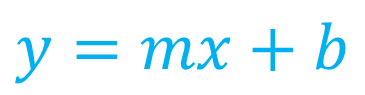 y = mx + b